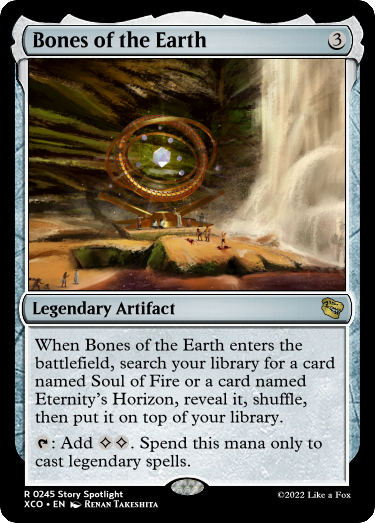 Bones of the Earth 3
Legendary Artifact
When Bones of the Earth enters the
battlefield, search your library for a card
named Soul of Fire or a card named
Eternity's Horizon, reveal it, shuffle,
then put it on top of your library.
: Add . Spend this mana only to
cast legendary spells.
R 0245 Story Spotlight
XCO • EN Renan Takeshita
©2022 Like a Fox